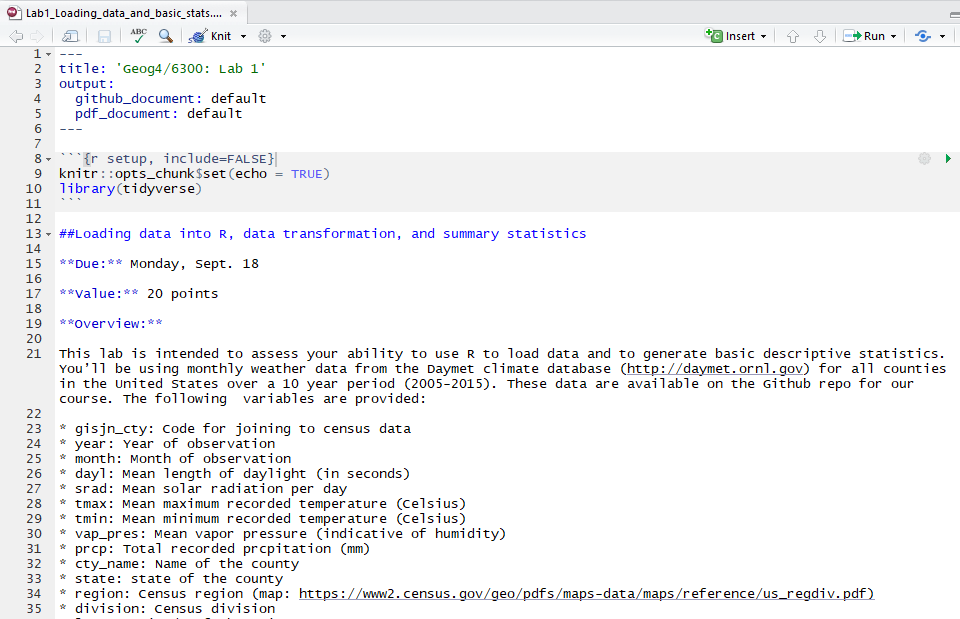 Lab1_Loading_data_and_basic_stats....
ABC Knit Insert Run
1 ---
2 title: 'Geog4/6300: Lab 1'
3 output:
4 github_document: default
5 pdf_document: default
6 ---
7
8 ```{r setup, include=FALSE}
9 knitr::opts_chunk$set(echo = TRUE)
10 library(tidyverse)
11 ```
12
13 ##Loading data into R, data transformation, and summary statistics
14
15 **Due:** Monday, Sept. 18
16
17 **Value:** 20 points
18
19 **Overview:**
20
21 This lab is intended to assess your ability to use R to load data and to generate basic descriptive statistics.
You'll be using monthly weather data from the Daymet climate database (http://daymet.ornl.gov) for all counties
in the United States over a 10 year period (2005-2015). These data are available on the Github repo for our
course. The following  variables are provided:
22
23 * gisjn_cty: Code for joining to census data
24 * year: Year of observation
25 * month: Month of observation
26 * dayl: Mean length of daylight (in seconds)
27 * srad: Mean solar radiation per day
28 * tmax: Mean maximum recorded temperature (Celsius)
29 * tmin: Mean minimum recorded temperature (Celsius)
30 * vap_pres: Mean vapor pressure (indicative of humidity)
31 * prcp: Total recorded prcpitation (mm)
32 * cty_name: Name of the county
33 * state: state of the county
34 * region: Census region (map: https://www2.census.gov/geo/pdfs/maps-data/maps/reference/us_regdiv.pdf)
35 * division: Census division